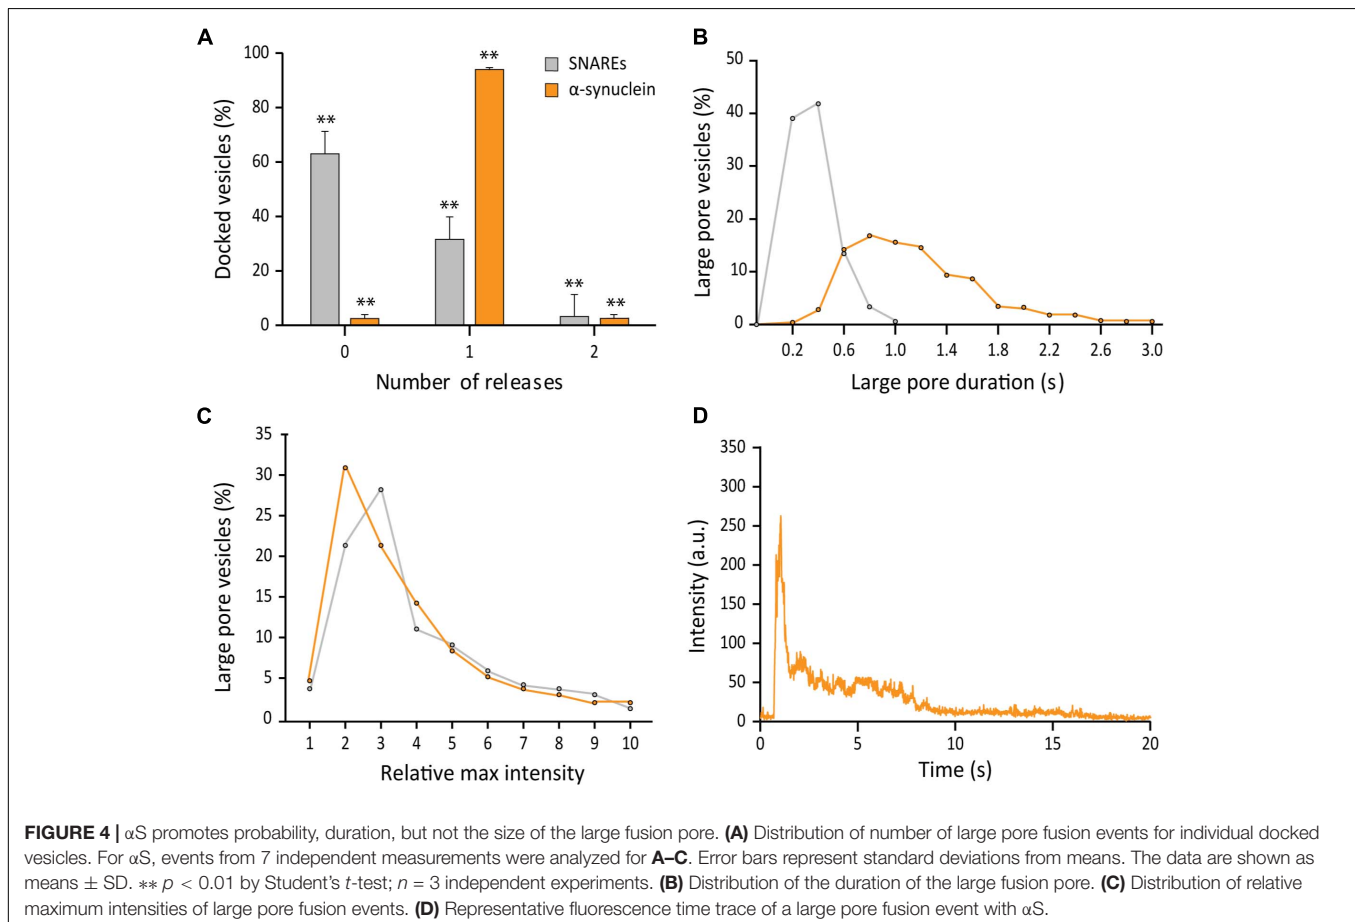 A
Docked vesicles (%)
100
80
60
40
20
0
**
**
**
**
**
**
SNAREs
α-synuclein
0 1 2
Number of releases
B
Large pore vesicles (%)
50
40
30
20
10
0
0.2 0.6 1.0 1.4 1.8 2.2 2.6 3.0
Large pore duration (s)
C
Large pore vesicles (%)
35
30
25
20
15
10
5
0
1 2 3 4 5 6 7 8 9 10
Relative max intensity
D
Intensity (a.u.)
350
300
250
200
150
100
50
0
0 5 10 15 20
Time (s)
FIGURE 4 | αS promotes probability, duration, but not the size of the large fusion pore. (A) Distribution of number of large pore fusion events for individual docked
vesicles. For αS, events from 7 independent measurements were analyzed for A–C. Error bars represent standard deviations from means. The data are shown as
means ± SD. ** p < 0.01 by Student's t-test; n = 3 independent experiments. (B) Distribution of the duration of the large fusion pore. (C) Distribution of relative
maximum intensities of large pore fusion events. (D) Representative fluorescence time trace of a large pore fusion event with αS.